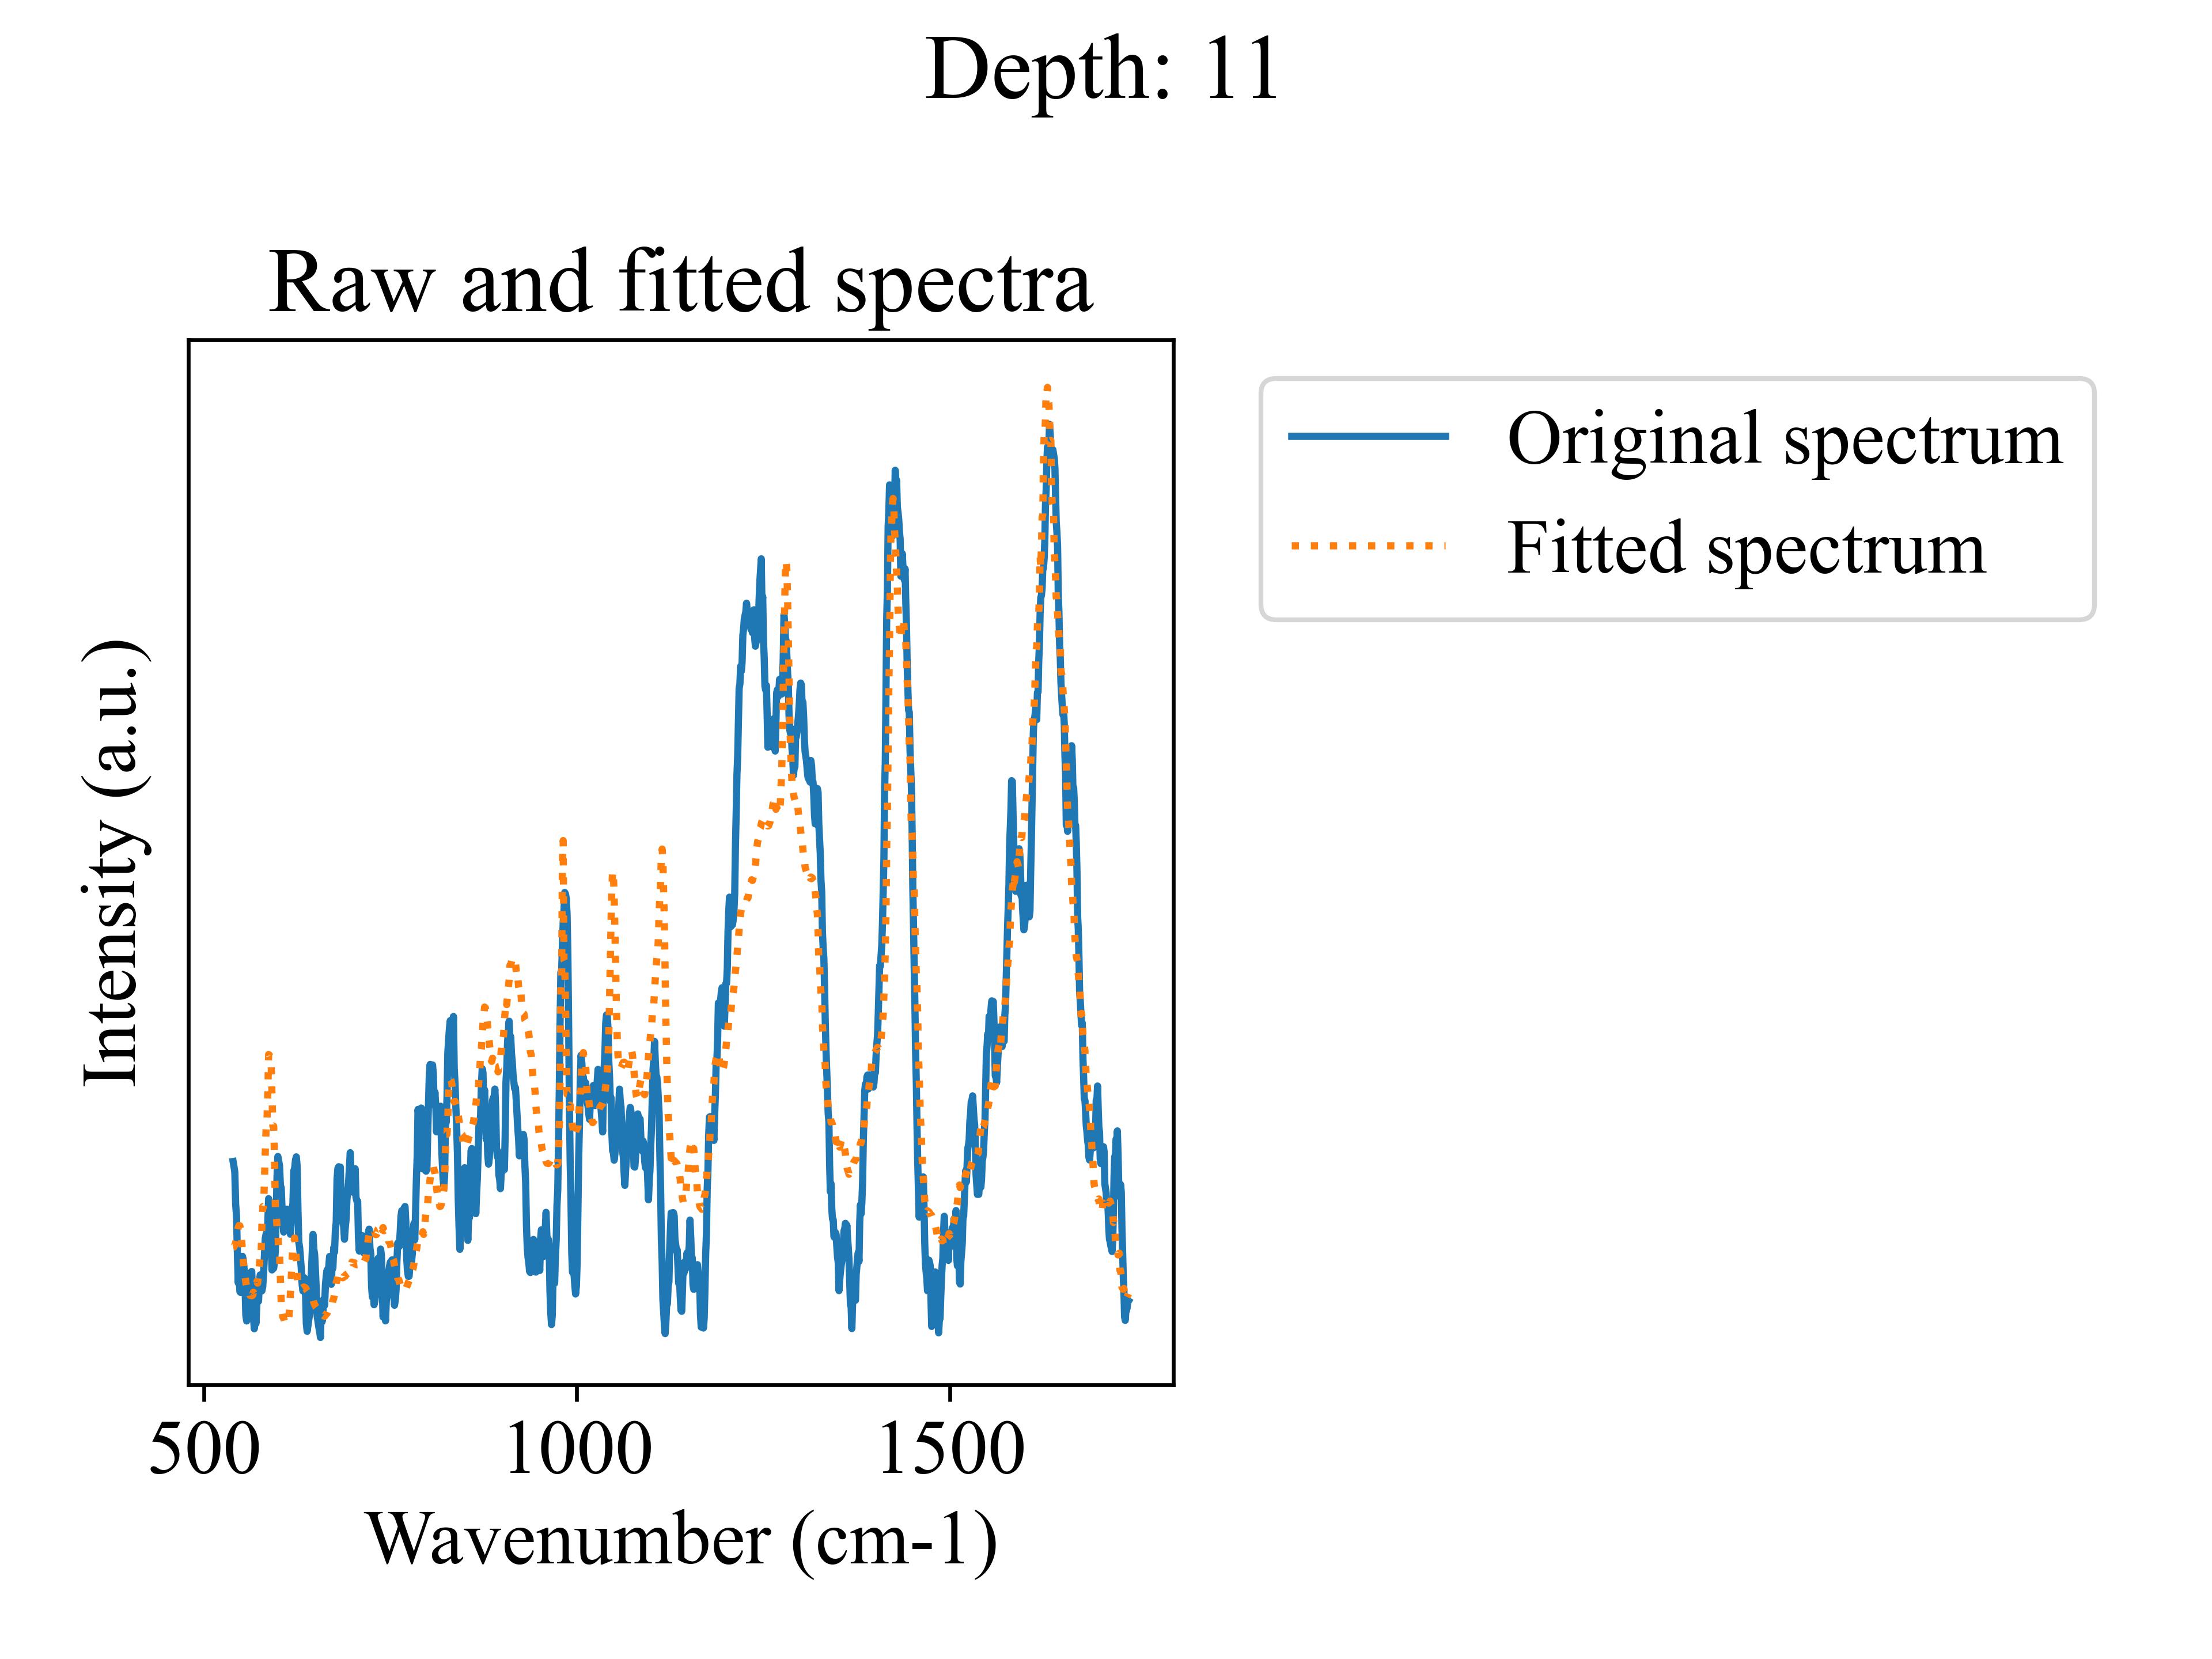 Depth: 11
Raw and fitted spectra
Original spectrum
Fitted spectrum
Intensity (a.u.)
500 1000 1500
Wavenumber (cm-1)